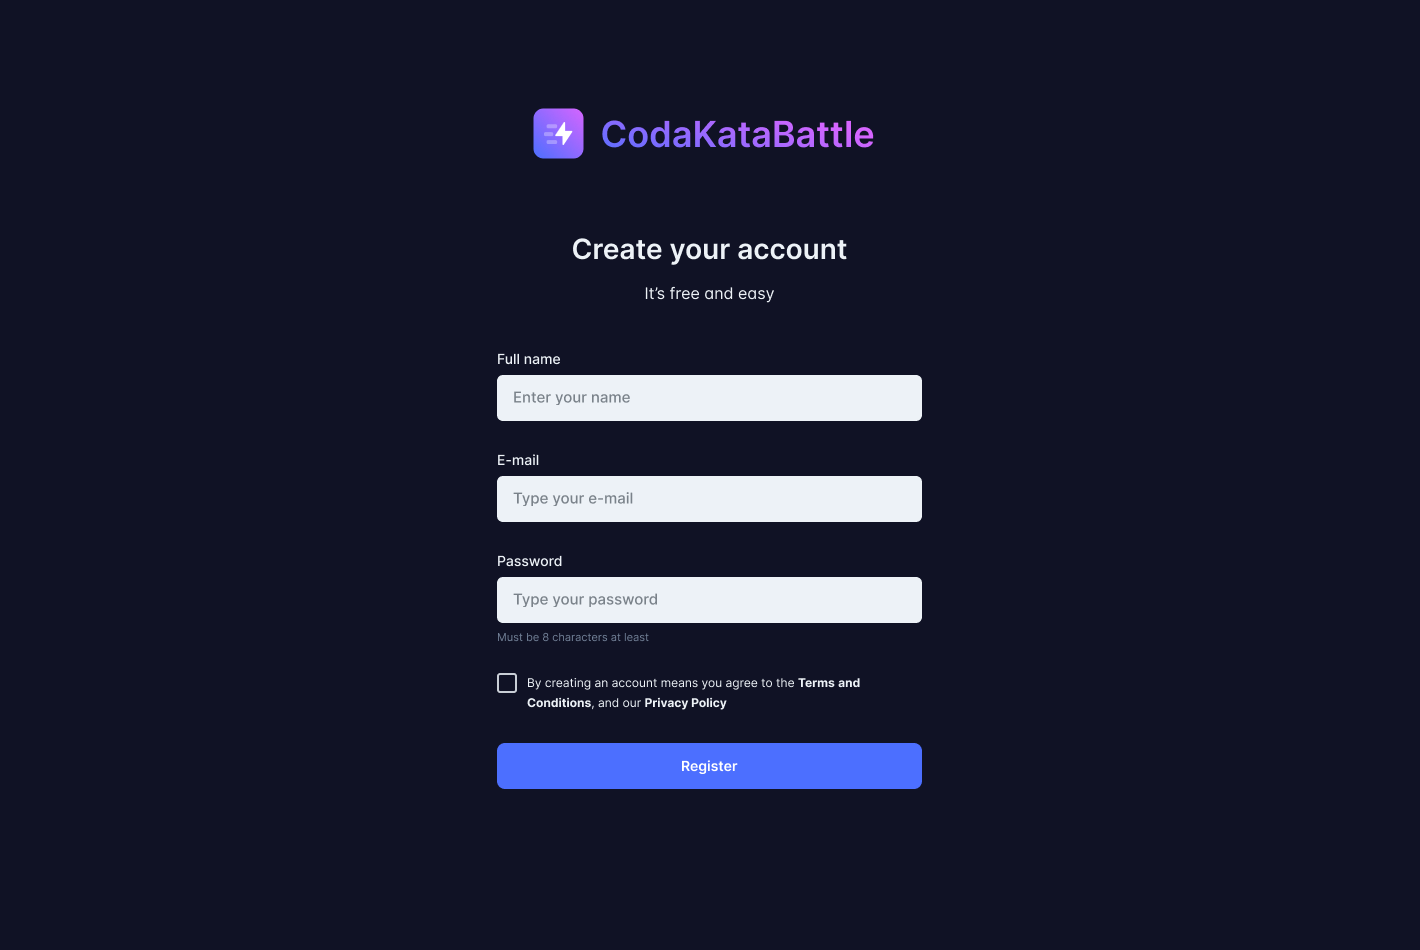 CodaKataBattle
Create your account
It’s free and easy
Full name
Enter your name
E-mail
Type your e-mail
Password
Type your password
Must be 8 characters at least
By creating an account means you agree to the Terms and
Conditions, and our Privacy Policy
Register